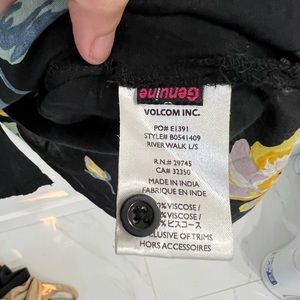 Genuine
VOLCOM INC.
PO# E1391
STYLE# B0541409
RIVER WALK L/S
R.N.# 29745
CA# 32350
MADE IN INDIA
FABRIQUE EN INDE
VISCOSE /
VISCOSE /
ビスコース /
OF TRIMS
HORS ACCESSOIRES